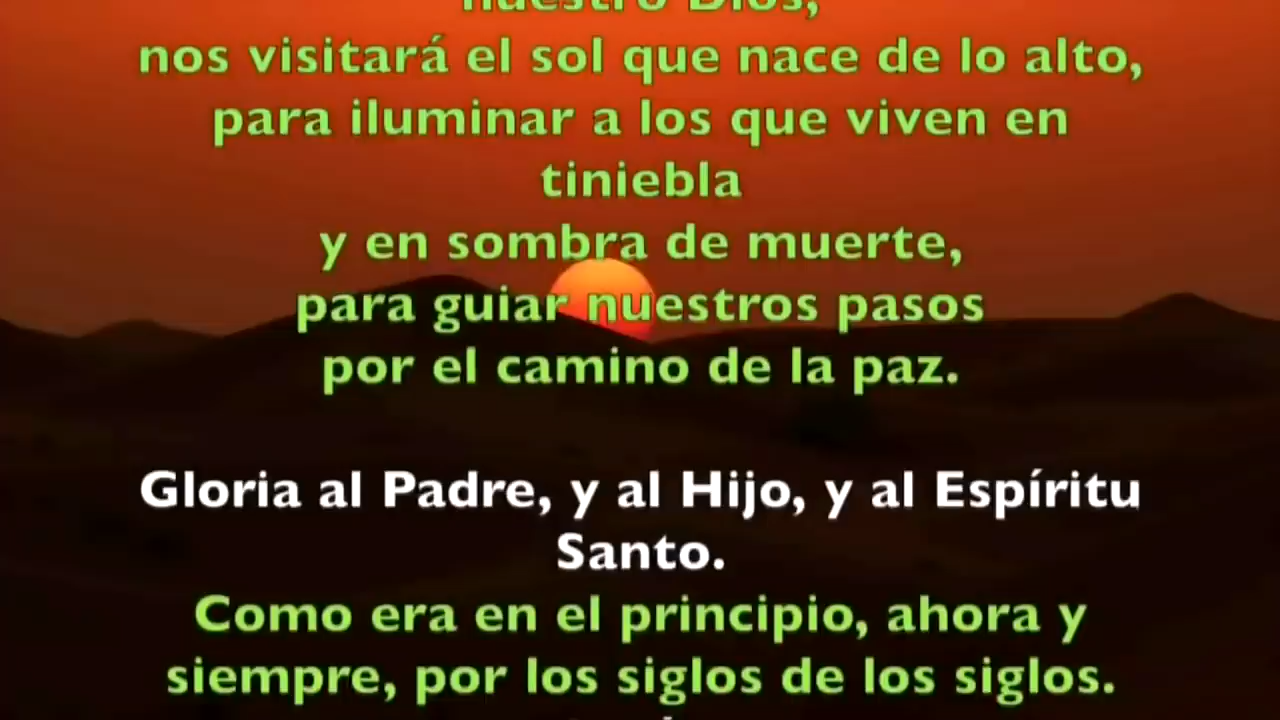 nuestro Dios,
nos visitará el sol que nace de lo alto,
para iluminar a los que viven en
tiniebla
y en sombra de muerte,
para guiar nuestros pasos
por el camino de la paz.
Gloria al Padre, y al Hijo, y al Espíritu
Santo.
Como era en el principio, ahora y
siempre, por los siglos de los siglos.